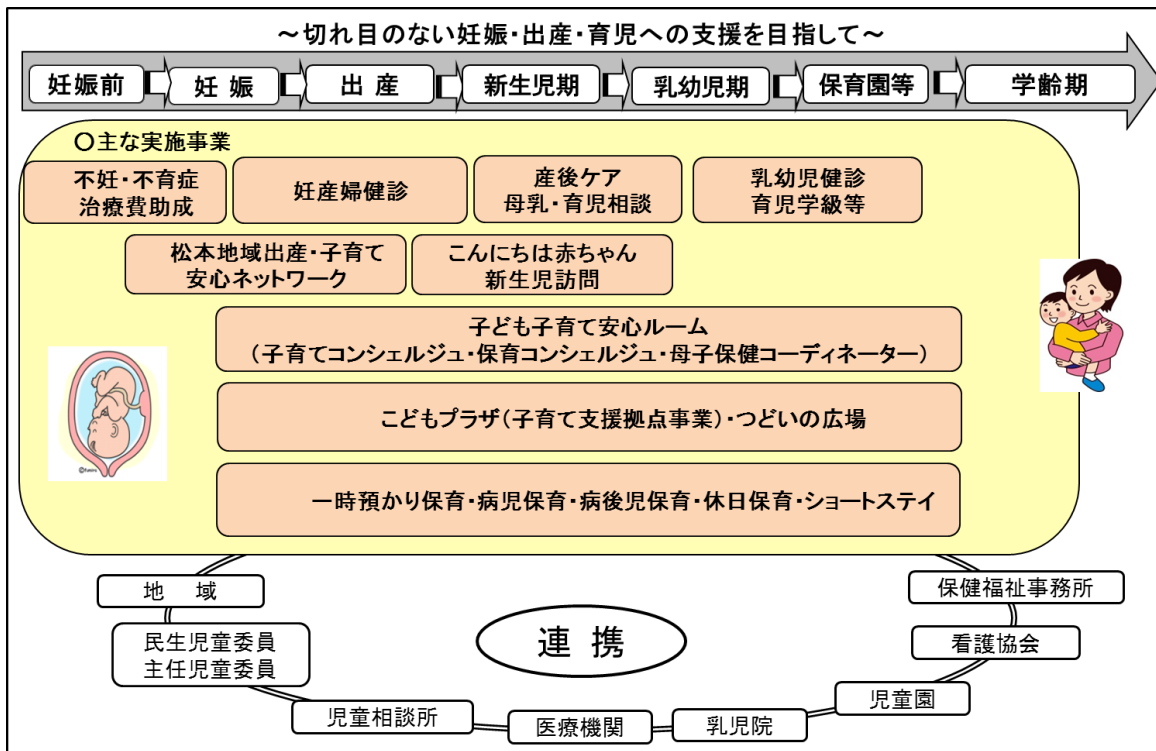 ～切れ目のない妊娠・出産・育児への支援を目指して～
妊娠前
妊 娠
出 産
新生児期
乳幼児期
保育園等
学齢期
〇主な実施事業
不妊・不育症
治療費助成
妊産婦健診
産後ケア
母乳・育児相談
乳幼児健診
育児学級等
松本地域出産・子育て
安心ネットワーク
こんにちは赤ちゃん
新生児訪問
子ども子育て安心ルーム
（子育てコンシェルジュ・保育コンシェルジュ・母子保健コーディネーター）
こどもプラザ（子育て支援拠点事業）・つどいの広場
一時預かり保育・病児保育・病後児保育・休日保育・ショートステイ
地 域
民生児童委員
主任児童委員
児童相談所
医療機関
乳児院
児童園
看護協会
保健福祉事務所
連 携